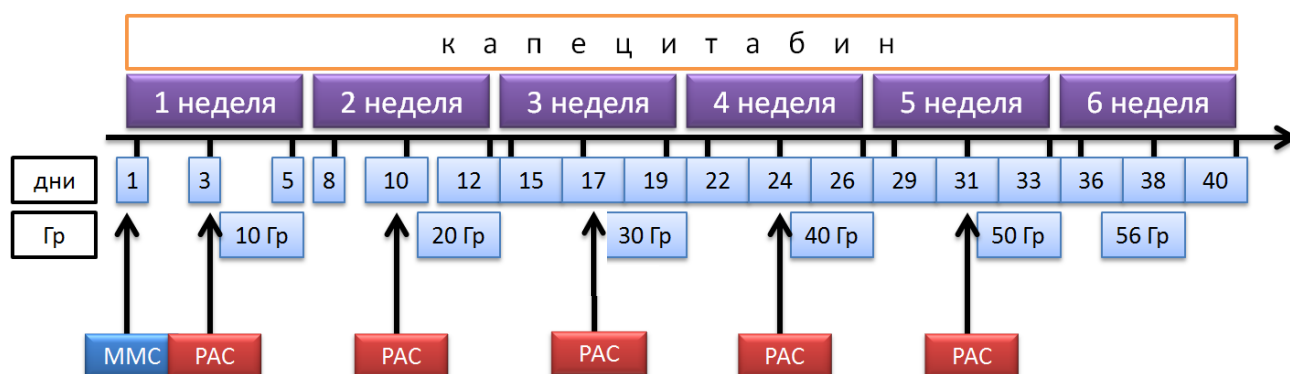 капецитабин
1 неделя 2 неделя 3 неделя 4 неделя 5 неделя 6 неделя
дни 1 3 5 8 10 12 15 17 19 22 24 26 29 31 33 36 38 40
Гр 10 Гр 20 Гр 30 Гр 40 Гр 50 Гр 56 Гр
ММС РАС РАС РАС РАС РАС